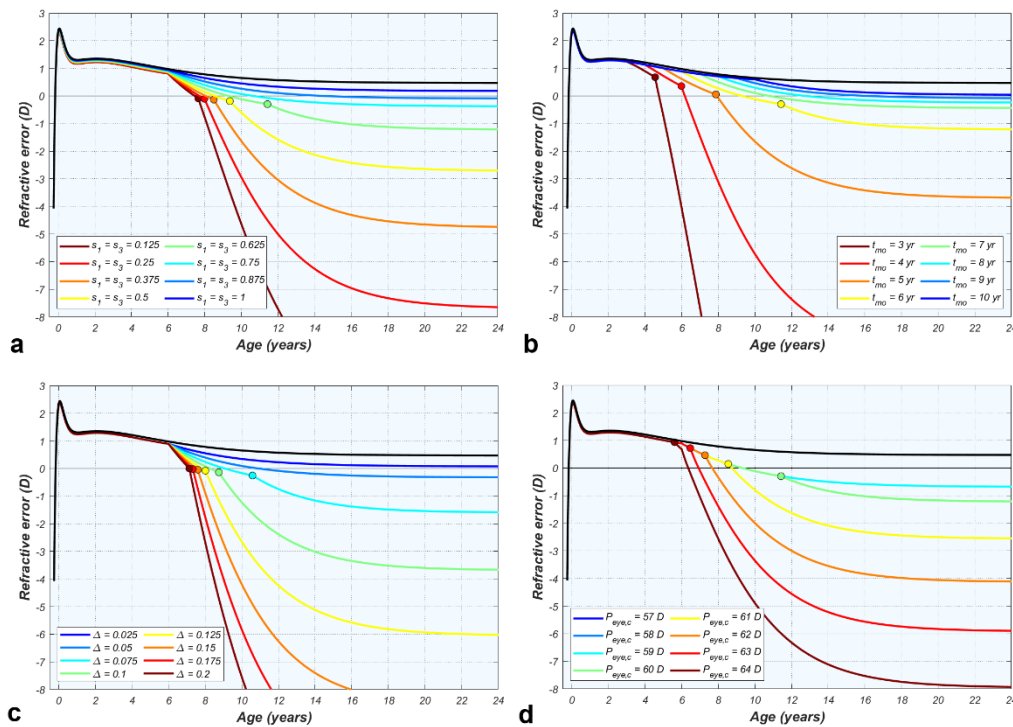 3
2
1
0
-1
-2
-3
-4
-5
-6
-7
-8
Refractive error (D)
0 2 4 6 8 10 12 14 16 18 20 22 24
Age (years)
s1 = s3 = 0.125 s1 = s3 = 0.625
s1 = s3 = 0.25 s1 = s3 = 0.75
s1 = s3 = 0.375 s1 = s3 = 0.875
s1 = s3 = 0.5 s1 = s3 = 1
a
3
2
1
0
-1
-2
-3
-4
-5
-6
-7
-8
Refractive error (D)
0 2 4 6 8 10 12 14 16 18 20 22 24
Age (years)
tmo = 3 yr tmo = 7 yr
tmo = 4 yr tmo = 8 yr
tmo = 5 yr tmo = 9 yr
tmo = 6 yr tmo = 10 yr
b
3
2
1
0
-1
-2
-3
-4
-5
-6
-7
-8
Refractive error (D)
0 2 4 6 8 10 12 14 16 18 20 22 24
Age (years)
Δ = 0.025 Δ = 0.125
Δ = 0.05 Δ = 0.15
Δ = 0.075 Δ = 0.175
Δ = 0.1 Δ = 0.2
c
3
2
1
0
-1
-2
-3
-4
-5
-6
-7
-8
Refractive error (D)
0 2 4 6 8 10 12 14 16 18 20 22 24
Age (years)
Peye,c = 57 D Peye,c = 61 D
Peye,c = 58 D Peye,c = 62 D
Peye,c = 59 D Peye,c = 63 D
Peye,c = 60 D Peye,c = 64 D
d